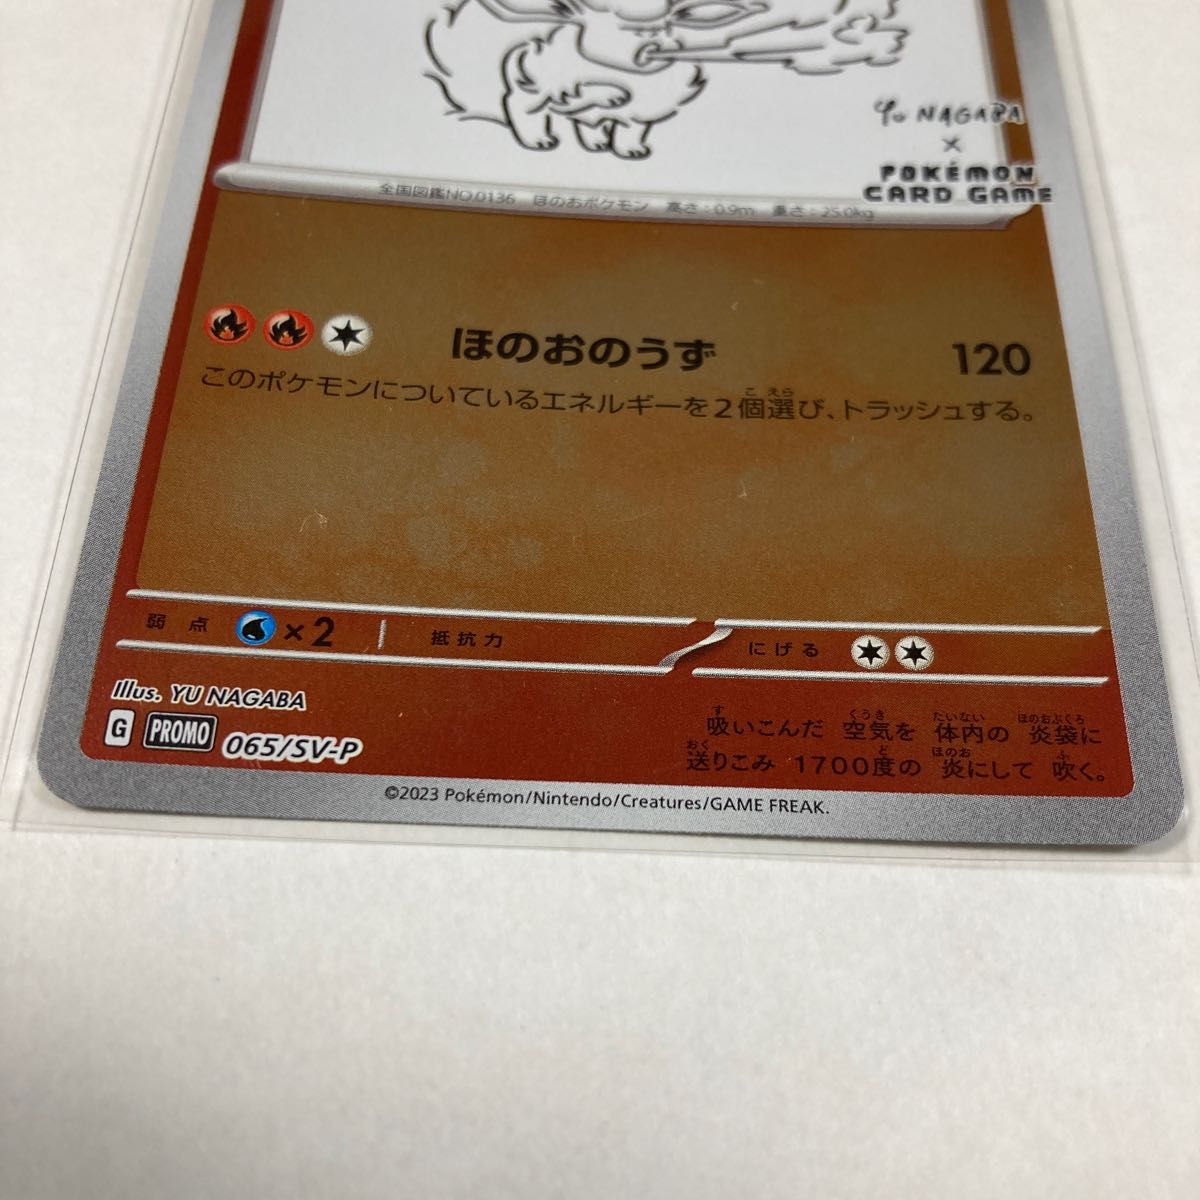 Yu NAGABA
×
POKÉMON
CARD GAME
全国図鑑NO.0136 ほのおポケモン 高さ：0.9m 重さ：25.0kg
ほのおのうず 120
このポケモンについているエネルギーを2個選び、トラッシュする。
弱点 ×2 抵抗力 にげる
Illus. YU NAGABA
G PROMO 065/SV-P
吸いこんだ 空気を 体内の 炎袋に
送りこみ 1700度の 炎にして 吹く。
©2023 Pokémon/Nintendo/Creatures/GAME FREAK.